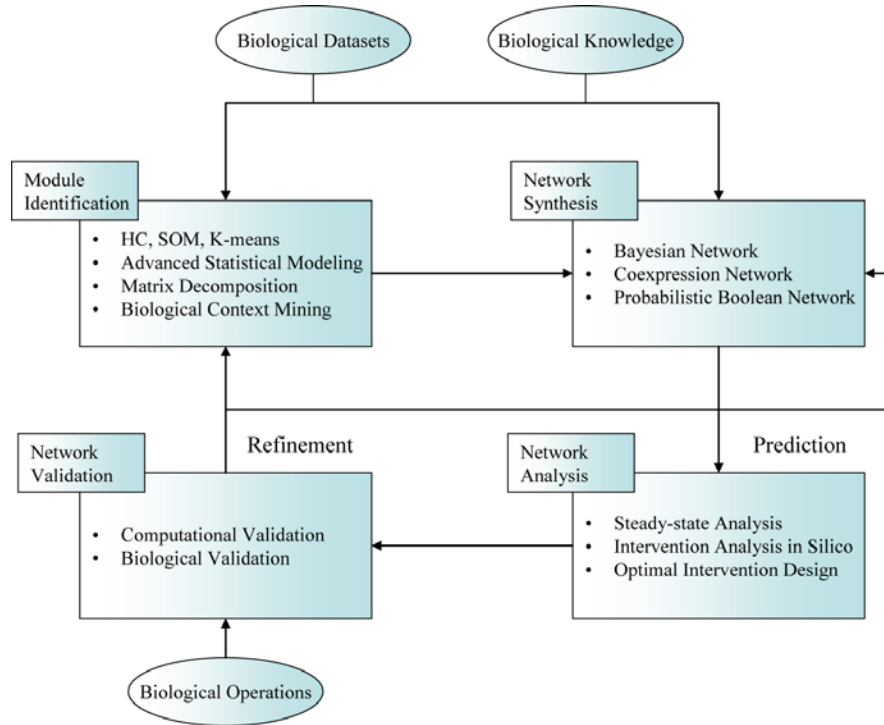 Biological Datasets
Biological Knowledge
Module
Identification
• HC, SOM, K-means
• Advanced Statistical Modeling
• Matrix Decomposition
• Biological Context Mining
Network
Synthesis
• Bayesian Network
• Coexpression Network
• Probabilistic Boolean Network
Network
Validation
Refinement
• Computational Validation
• Biological Validation
Network
Analysis
Prediction
• Steady-state Analysis
• Intervention Analysis in Silico
• Optimal Intervention Design
Biological Operations